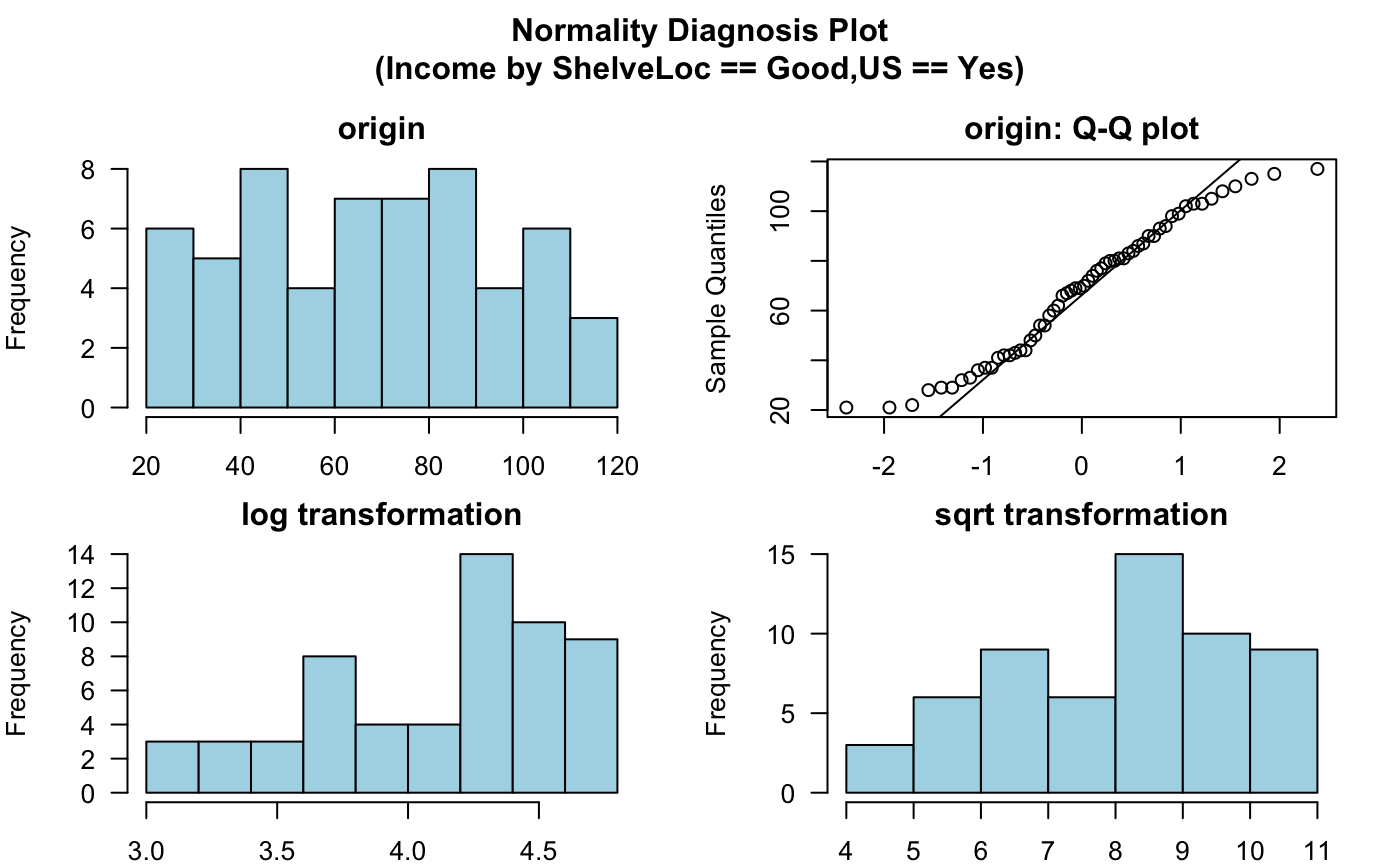 Normality Diagnosis Plot
(Income by ShelveLoc == Good,US == Yes)
origin
Frequency
8
6
4
2
0
20 40 60 80 100 120
origin: Q-Q plot
Sample Quantiles
100
60
20
-2 -1 0 1 2
log transformation
Frequency
14
12
10
8
6
4
2
0
3.0 3.5 4.0 4.5
sqrt transformation
Frequency
15
10
5
0
4 5 6 7 8 9 10 11